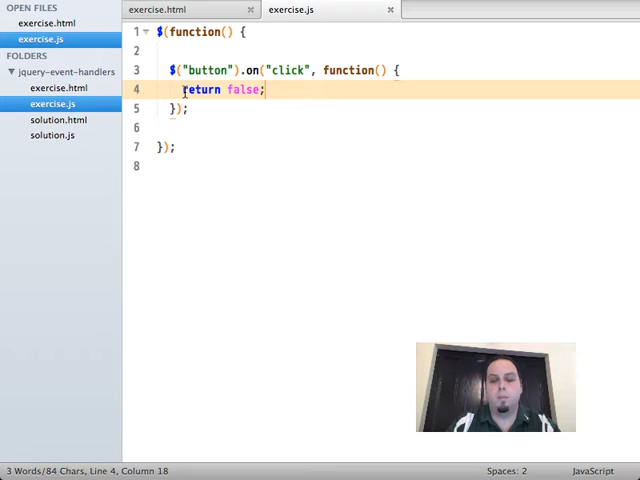 OPEN FILES
exercise.html
exercise.js
FOLDERS
jquery-event-handlers
exercise.html
exercise.js
solution.html
solution.js
exercise.html
exercise.js
1 $(function() {
2
3 $("button").on("click", function() {
4 return false;
5 });
6
7 });
8
3 Words/84 Chars, Line 4, Column 18
Spaces: 2
JavaScript